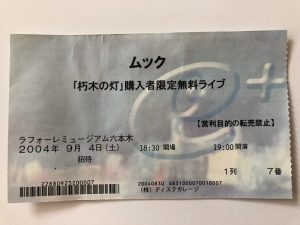 ムック
「朽木の灯」購入者限定無料ライブ
【営利目的の転売禁止】
ラフォーレミュージアム六本木
2004年 9月 4日(土) 18:30 開場 19:00 開演
招待
1列 7番
22880923200007
20040830 0831000070010007
(株)ディスクガレージ
e+